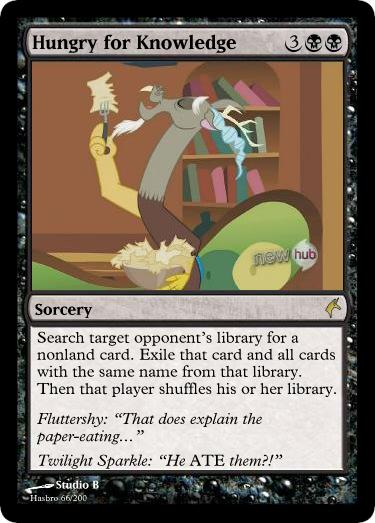 Hungry for Knowledge 3
new hub
Sorcery
Search target opponent's library for a
nonland card. Exile that card and all cards
with the same name from that library.
Then that player shuffles his or her library.
Fluttershy: “That does explain the
paper-eating…”
Twilight Sparkle: “He ATE them?!”
Studio B
Hasbro 66/200